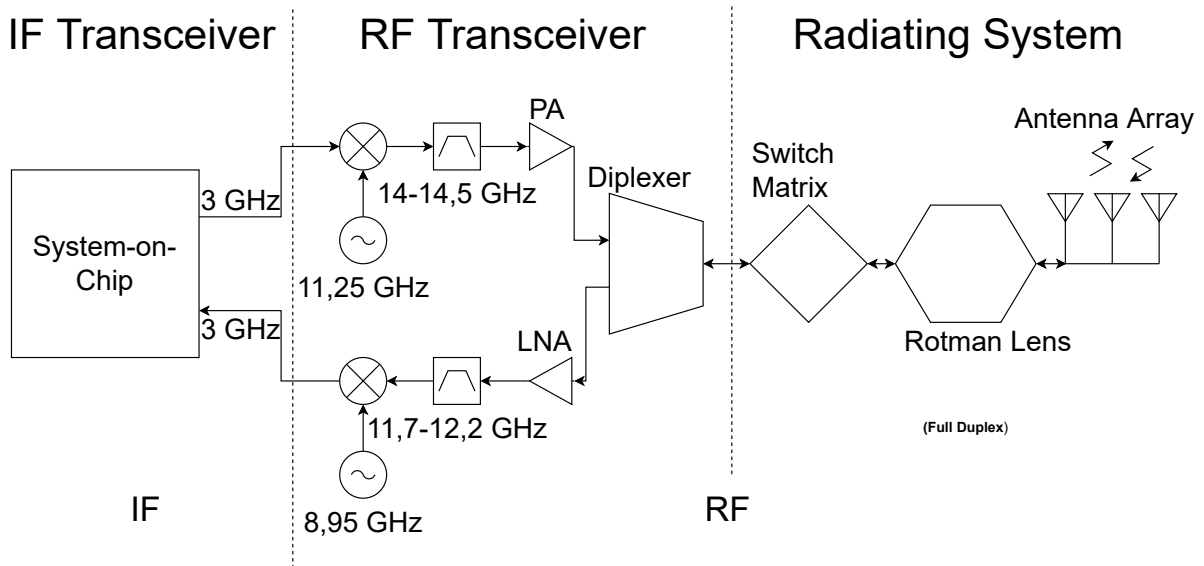 IF Transceiver
RF Transceiver
Radiating System
PA
Antenna Array
Switch
Matrix
Diplexer
3 GHz
14-14,5 GHz
System-on-
Chip
11,25 GHz
3 GHz
LNA
Rotman Lens
11,7-12,2 GHz
(Full Duplex)
IF
8,95 GHz
RF